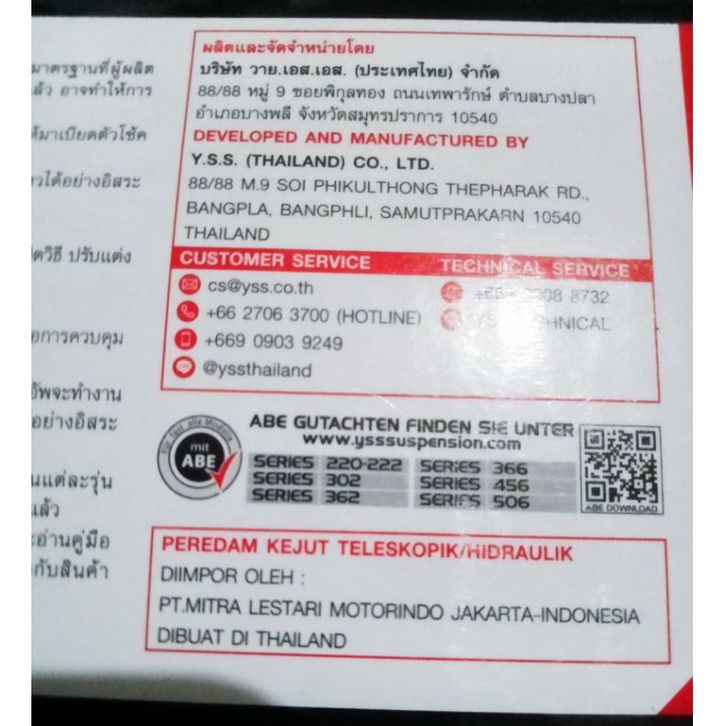 มาตรฐานที่ผู้ผลิต
อาจทำให้การ
ห้มาเบียดตัวโช้ค
ได้อย่างอิสระ
ปรับแต่ง
อการควบคุม
จะทำงาน
อย่างอิสระ
แต่ละรุ่น
แล้ว
อ่านคู่มือ
กับสินค้า
ผลิตและจัดจำหน่ายโดย
บริษัท วาย.เอส.เอส. (ประเทศไทย) จำกัด
88/88 หมู่ 9 ซอยพิกุลทอง ถนนเทพารักษ์ ตำบลบางปลา
อำเภอบางพลี จังหวัดสมุทรปราการ 10540
DEVELOPED AND MANUFACTURED BY
Y.S.S. (THAILAND) CO., LTD.
88/88 M.9 SOI PHIKULTHONG THEPHARAK RD.,
BANGPLA, BANGPHLI, SAMUTPRAKARN 10540
THAILAND
CUSTOMER SERVICE
cs@yss.co.th
+66 2706 3700 (HOTLINE)
+669 0903 9249
@yssthailand
TECHNICAL SERVICE
8732
ABE GUTACHTEN FINDEN SIE UNTER
www.ysssuspension.com
für fast alle Modelle
mit
ABE
SERIES 220-222 SERIES 366
SERIES 302 SERIES 456
SERIES 362 SERIES 506
ABE DOWNLOAD
PEREDAM KEJUT TELESKOPIK/HIDRAULIK
DIIMPOR OLEH :
PT.MITRA LESTARI MOTORINDO JAKARTA-INDONESIA
DIBUAT DI THAILAND